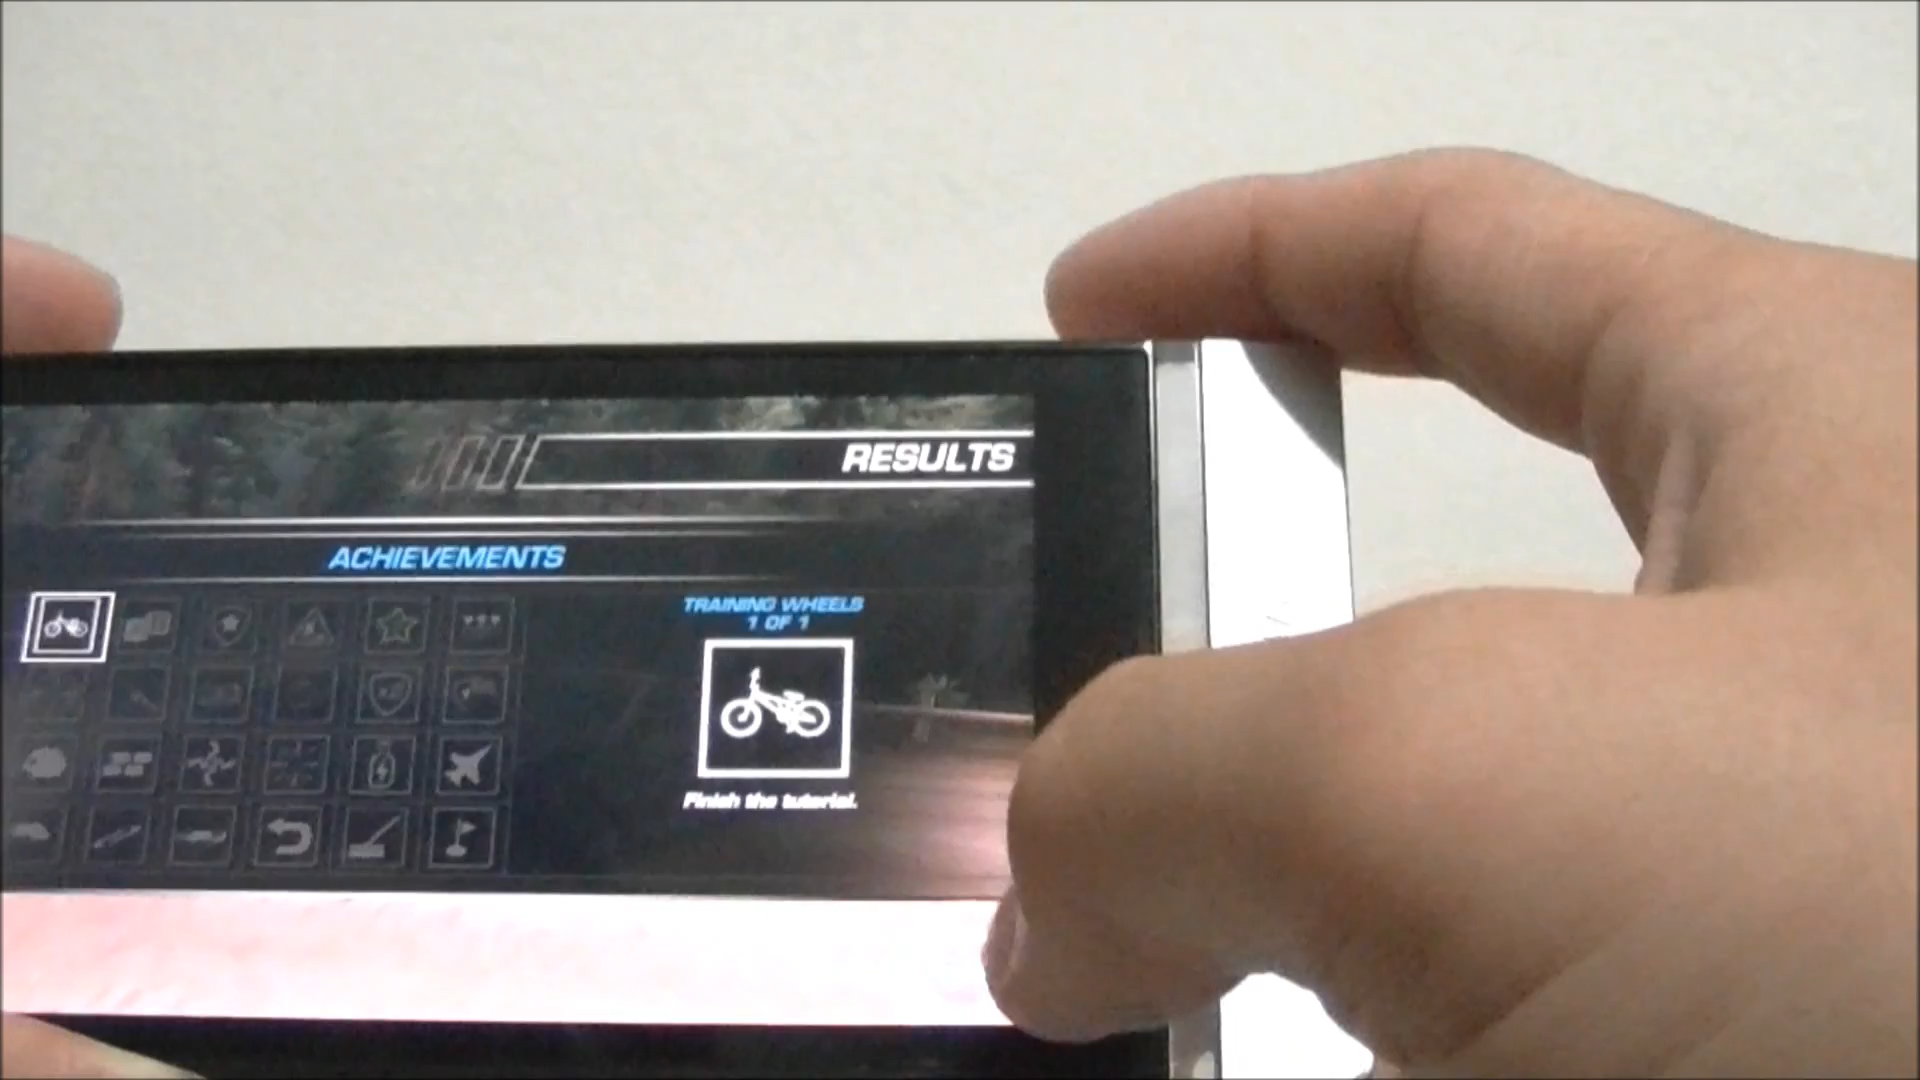 RESULTS
ACHIEVEMENTS
TRAINING WHEELS
1 OF 1
Finish the tutorial.